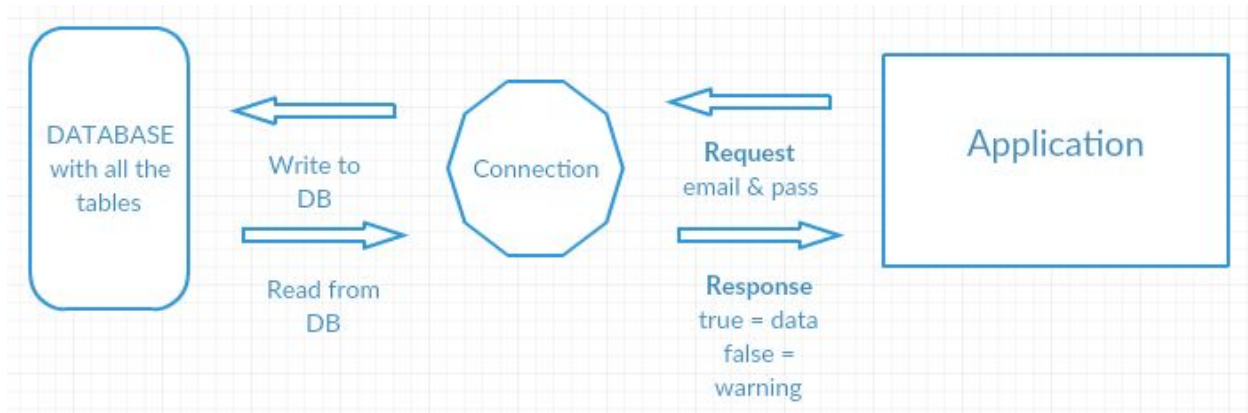 DATABASE
with all the
tables
Write to
DB
Read from
DB
Connection
Request
email & pass
Response
true = data
false =
warning
Application